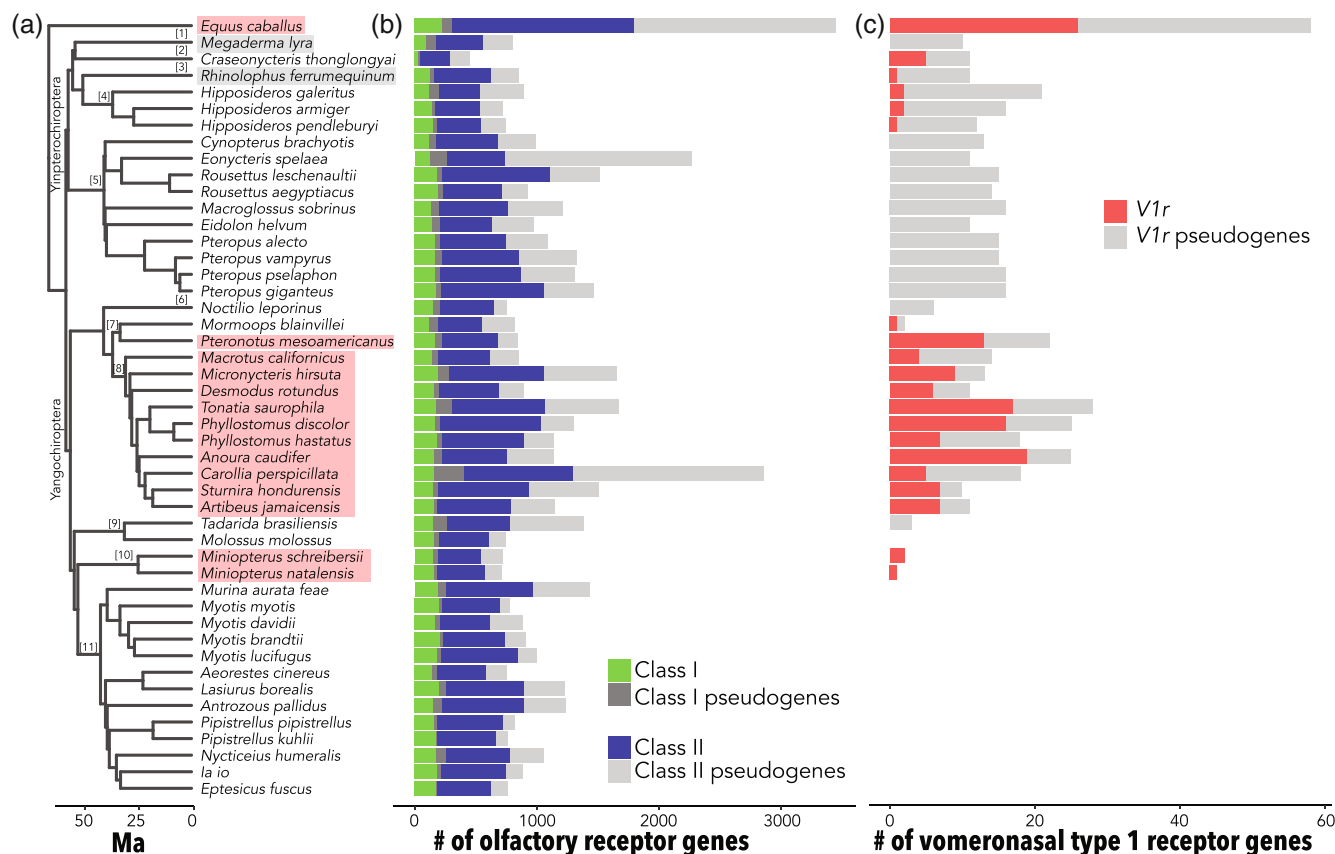 (a)
(b)
(c)
Equus caballus
[1]
Megaderma lyra
[2]
Craseonycteris thonglongyai
[3]
Rhinolophus ferrumequinum
Hipposideros galeritus
[4]
Hipposideros armiger
Hipposideros pendleburyi
Cynopterus brachyotis
Eonycteris spelaea
Rousettus leschenaultii
[5]
Rousettus aegyptiacus
Macroglossus sobrinus
Eidolon helvum
Pteropus alecto
Pteropus vampyrus
Pteropus pselaphon
Pteropus giganteus
[6]
Noctilio leporinus
Mormoops blainvillei
[7]
Pteronotus mesoamericanus
Macrotus californicus
[8]
Micronycteris hirsuta
Desmodus rotundus
Tonatia saurophila
Phyllostomus discolor
Phyllostomus hastatus
Anoura caudifer
Carollia perspicillata
Sturnira hondurensis
Artibeus jamaicensis
Tadarida brasiliensis
[9]
Molossus molossus
Miniopterus schreibersii
[10]
Miniopterus natalensis
Murina aurata feae
Myotis myotis
Myotis davidii
Myotis brandtii
[11]
Myotis lucifugus
Aeorestes cinereus
Lasiurus borealis
Antrozous pallidus
Pipistrellus pipistrellus
Pipistrellus kuhlii
Nycticeius humeralis
Ia io
Eptesicus fuscus
Yinpterochiroptera
Yangochiroptera
50 25 0
Ma
Class I
Class I pseudogenes
Class II
Class II pseudogenes
0 1000 2000 3000
# of olfactory receptor genes
V1r
V1r pseudogenes
0 20 40 60
# of vomeronasal type 1 receptor genes